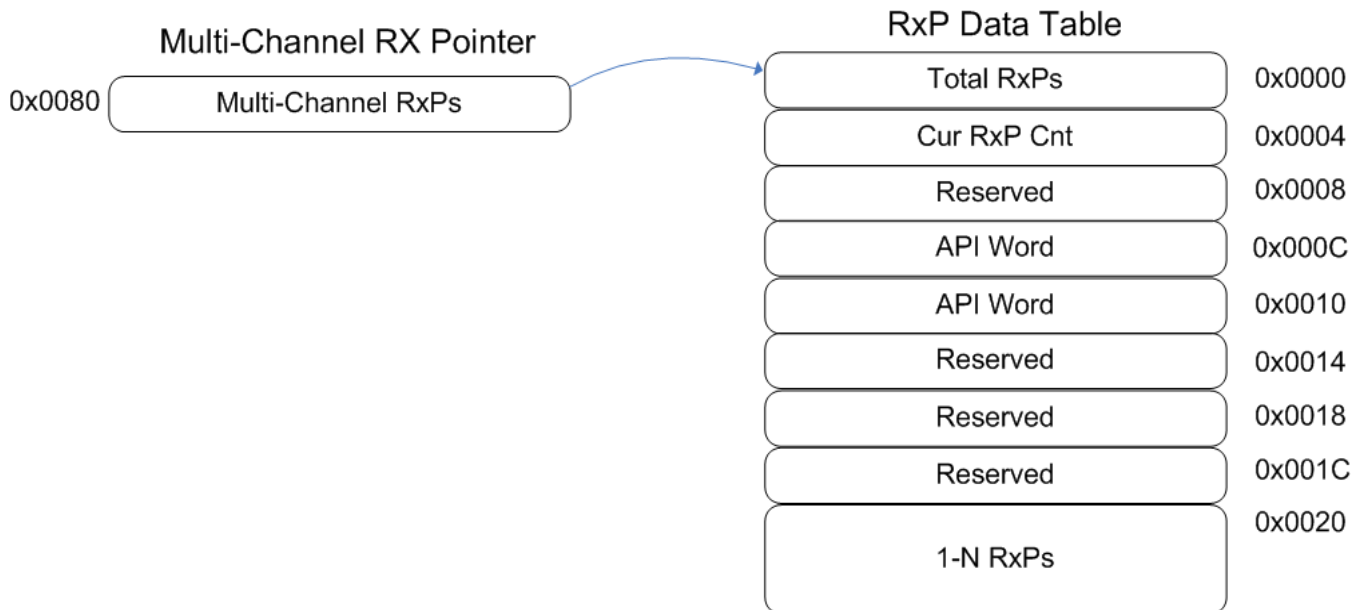 Multi-Channel RX Pointer
0x0080
Multi-Channel RxPs
RxP Data Table
Total RxPs 0x0000
Cur RxP Cnt 0x0004
Reserved 0x0008
API Word 0x000C
API Word 0x0010
Reserved 0x0014
Reserved 0x0018
Reserved 0x001C
0x0020
1-N RxPs